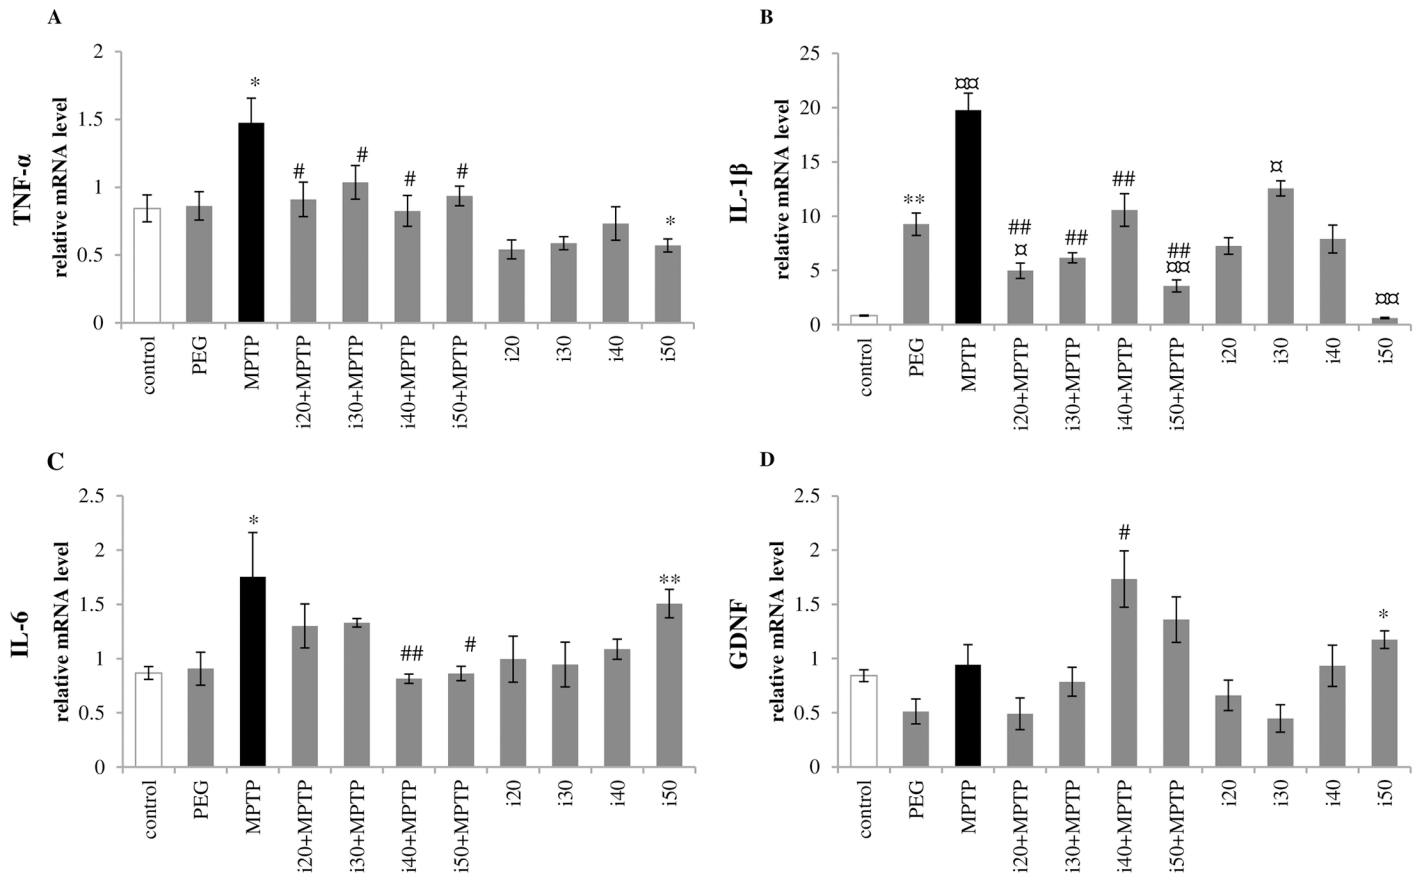 A
TNF-α
relative mRNA level
2
1.5
1
0.5
0
*
#
#
#
#
*
control
PEG
MPTP
i20+MPTP
i30+MPTP
i40+MPTP
i50+MPTP
i20
i30
i40
i50
B
IL-1β
relative mRNA level
25
20
15
10
5
0
**
¤¤
##
¤
##
##
##
¤¤
¤
¤¤
control
PEG
MPTP
i20+MPTP
i30+MPTP
i40+MPTP
i50+MPTP
i20
i30
i40
i50
C
IL-6
relative mRNA level
2.5
2
1.5
1
0.5
0
*
##
#
**
control
PEG
MPTP
i20+MPTP
i30+MPTP
i40+MPTP
i50+MPTP
i20
i30
i40
i50
D
GDNF
relative mRNA level
2.5
2
1.5
1
0.5
0
#
*
control
PEG
MPTP
i20+MPTP
i30+MPTP
i40+MPTP
i50+MPTP
i20
i30
i40
i50